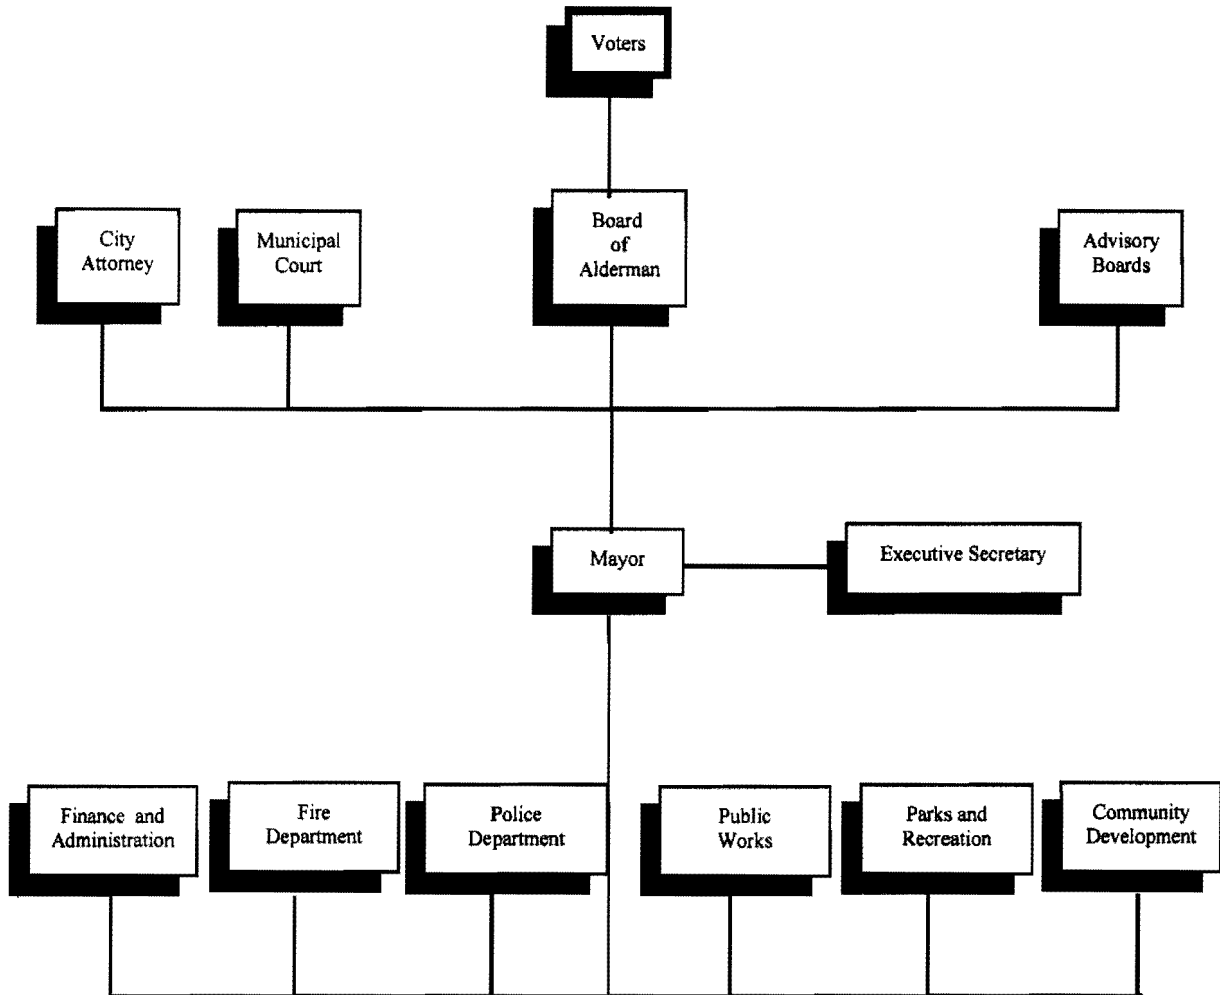 Voters
Board
of
Alderman
City
Attorney
Municipal
Court
Advisory
Boards
Mayor
Executive Secretary
Finance and
Administration
Fire
Department
Police
Department
Public
Works
Parks and
Recreation
Community
Development